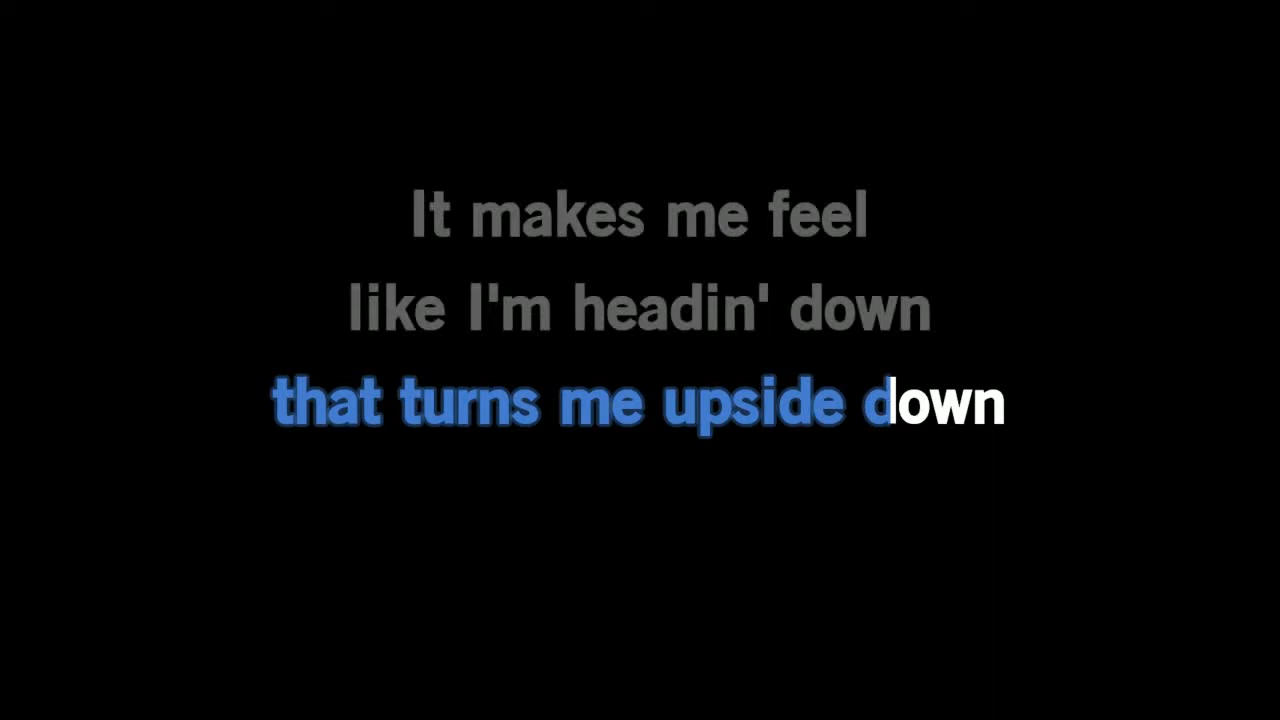 It makes me feel
like I'm headin' down
that turns me upside down